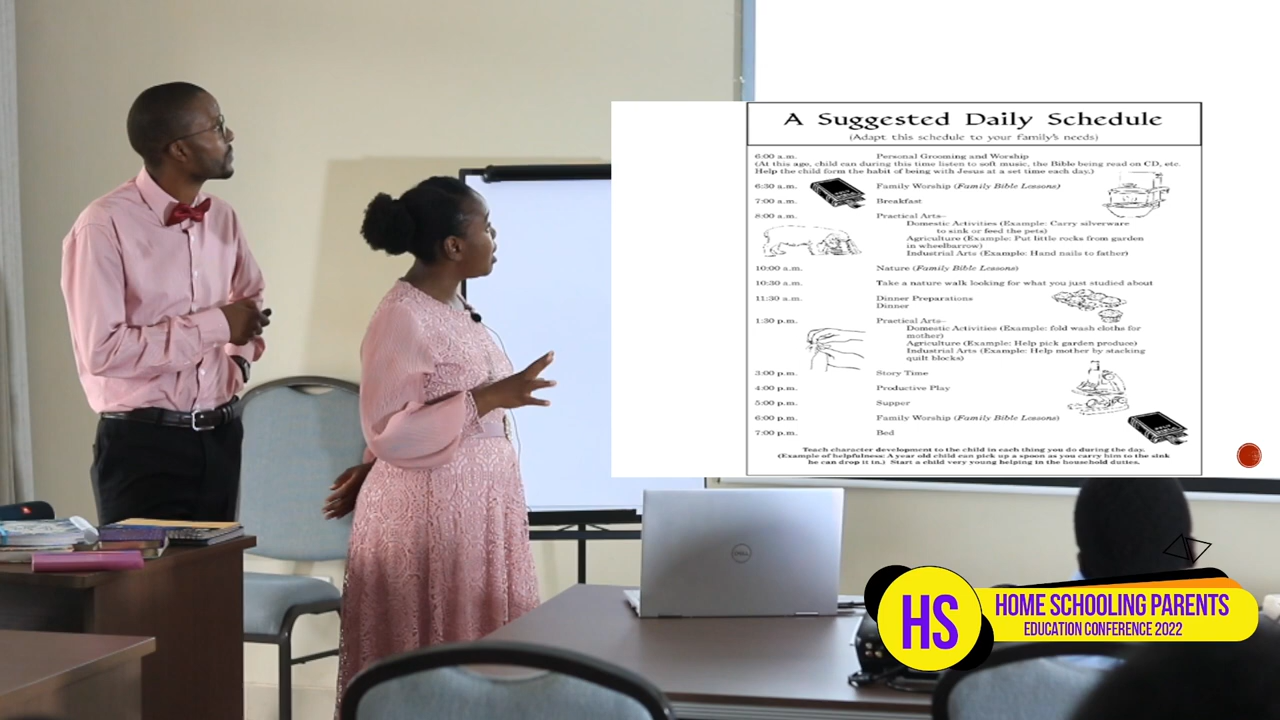 A Suggested Daily Schedule
(Adapt this schedule to your family's needs)
6:00 a.m. Personal Grooming and Worship
(At this age, child can during this time listen to soft music, the Bible being read on CD, etc.
Help the child form the habit of being with Jesus at a set time each day.)
6:30 a.m. Family Worship (Family Bible Lessons)
7:00 a.m. Breakfast
8:00 a.m. Practical Arts–
Domestic Activities (Example: Carry silverware
to sink or feed the pets)
Agriculture (Example: Put little rocks from garden
in wheelbarrow)
Industrial Arts (Example: Hand nails to father)
10:00 a.m. Nature (Family Bible Lessons)
10:30 a.m. Take a nature walk looking for what you just studied about
11:30 a.m. Dinner Preparations
Dinner
1:30 p.m. Practical Arts–
Domestic Activities (Example: fold wash cloths for
mother)
Agriculture (Example: Help pick garden produce)
Industrial Arts (Example: Help mother by stacking
quilt blocks)
3:00 p.m. Story Time
4:00 p.m. Productive Play
5:00 p.m. Supper
6:00 p.m. Family Worship (Family Bible Lessons)
7:00 p.m. Bed
Teach character development to the child in each thing you do during the day.
(Example of helpfulness: A year old child can pick up a spoon as you carry him to the sink
he can drop it in.) Start a child very young helping in the household duties.
DELL
HS
HOME SCHOOLING PARENTS
EDUCATION CONFERENCE 2022